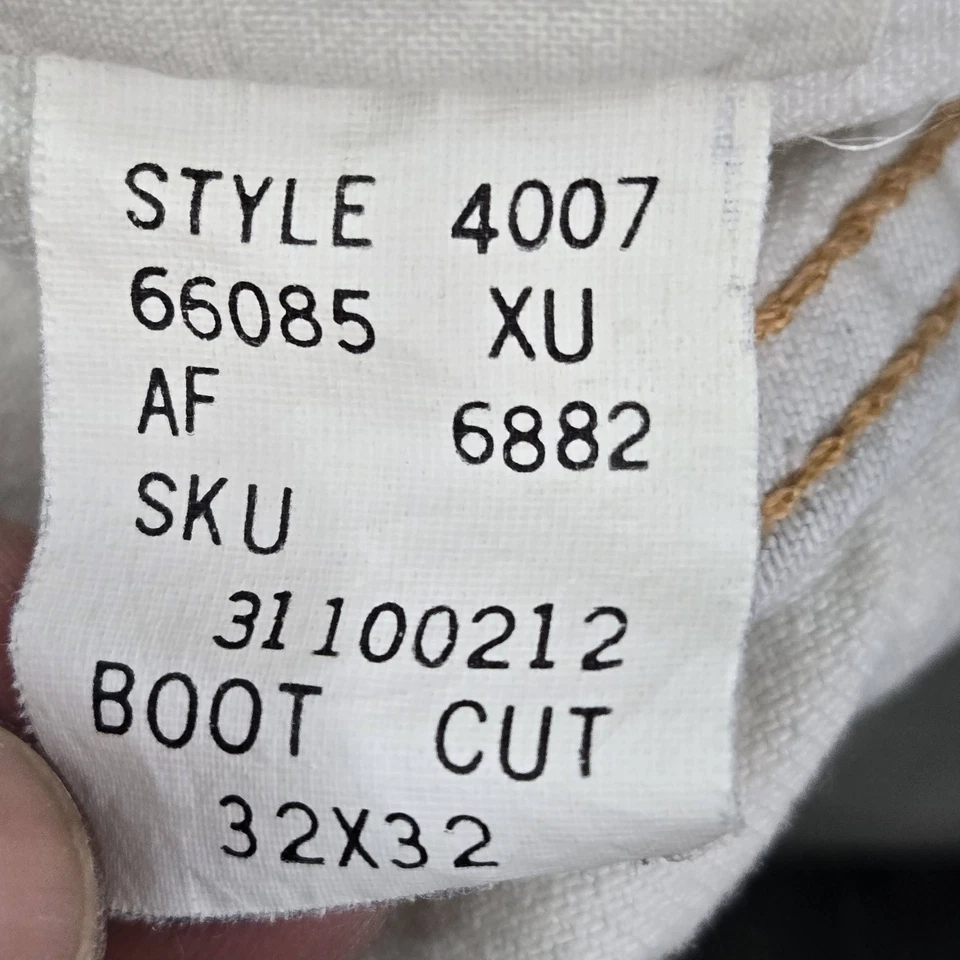 STYLE 4007
66085 XU
AF 6882
SKU
31100212
BOOT CUT
32X32